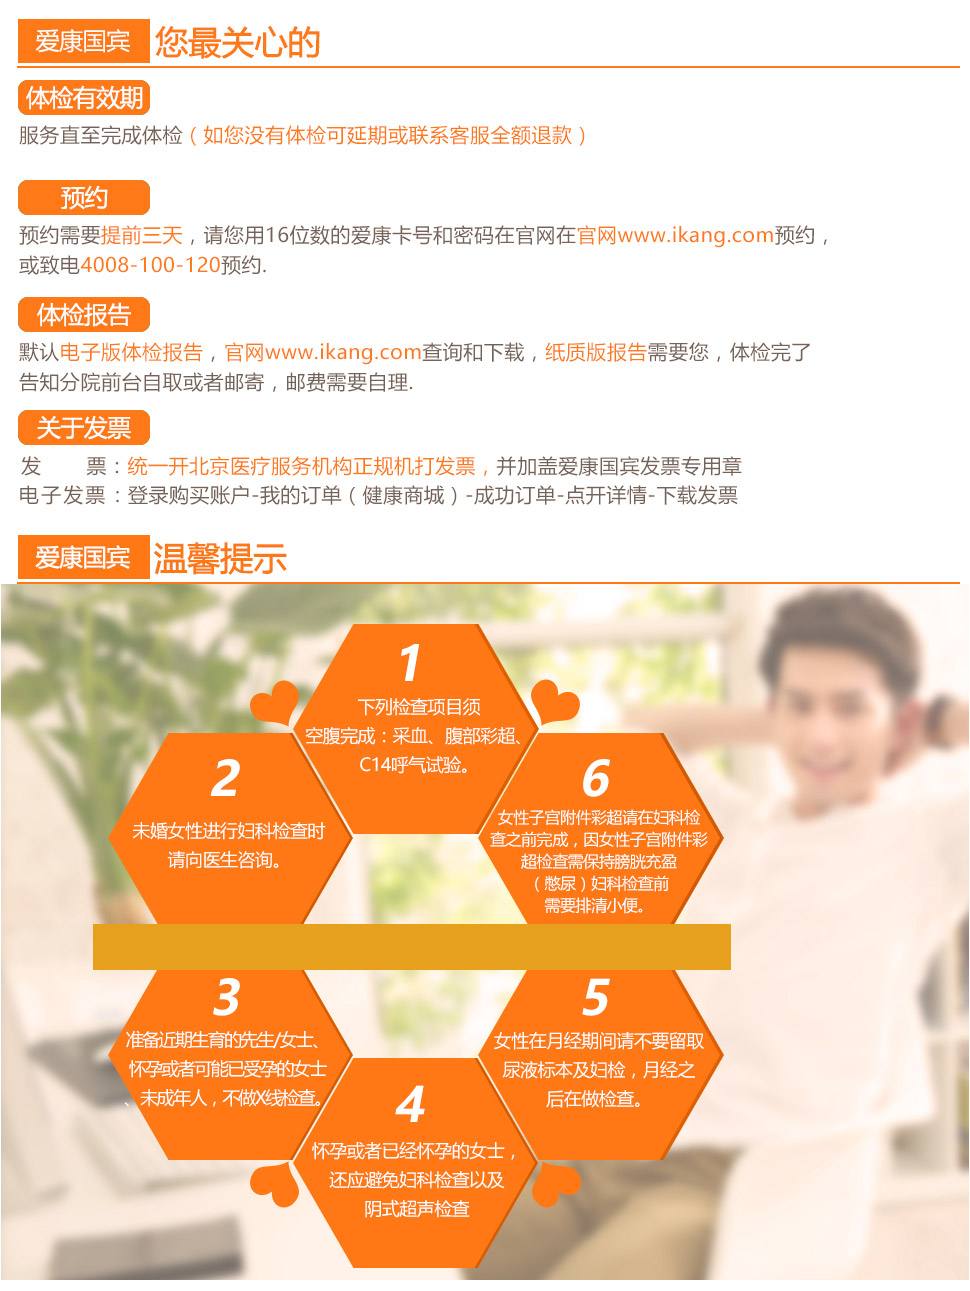 爱康国宾 您最关心的
体检有效期
服务直至完成体检（如您没有体检可延期或联系客服全额退款）
预约
预约需要提前三天，请您用16位数的爱康卡号和密码在官网在官网www.ikang.com预约，
或致电4008-100-120预约.
体检报告
默认电子版体检报告，官网www.ikang.com查询和下载，纸质版报告需要您，体检完了
告知分院前台自取或者邮寄，邮费需要自理.
关于发票
发 票：统一开北京医疗服务机构正规机打发票，并加盖爱康国宾发票专用章
电子发票：登录购买账户-我的订单（健康商城）-成功订单-点开详情-下载发票
爱康国宾 温馨提示
1
下列检查项目须
空腹完成：采血、腹部彩超、
C14呼气试验。
2
未婚女性进行妇科检查时
请向医生咨询。
3
准备近期生育的先生/女士、
怀孕或者可能已受孕的女士
、未成年人，不做X线检查。
4
怀孕或者已经怀孕的女士，
还应避免妇科检查以及
阴式超声检查
5
女性在月经期间请不要留取
尿液标本及妇检，月经之
后在做检查。
6
女性子宫附件彩超请在妇科检
查之前完成，因女性子宫附件彩
超检查需保持膀胱充盈
（憋尿）妇科检查前
需要排清小便。